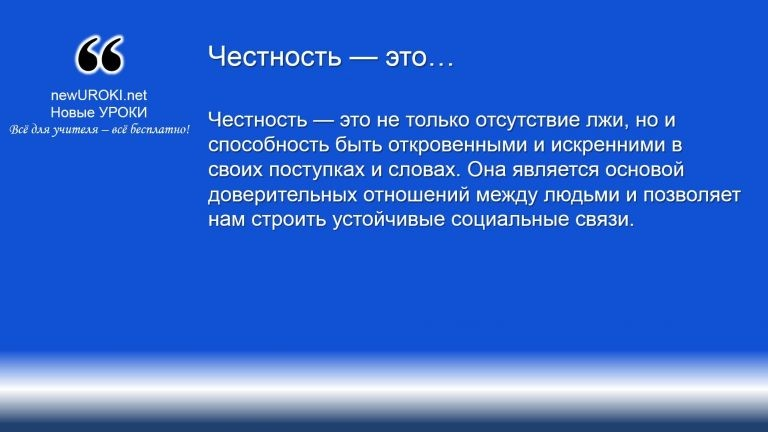 newUROKI.net
Новые УРОКИ
Всё для учителя – всё бесплатно!
Честность — это…
Честность — это не только отсутствие лжи, но и
способность быть откровенными и искренними в
своих поступках и словах. Она является основой
доверительных отношений между людьми и позволяет
нам строить устойчивые социальные связи.